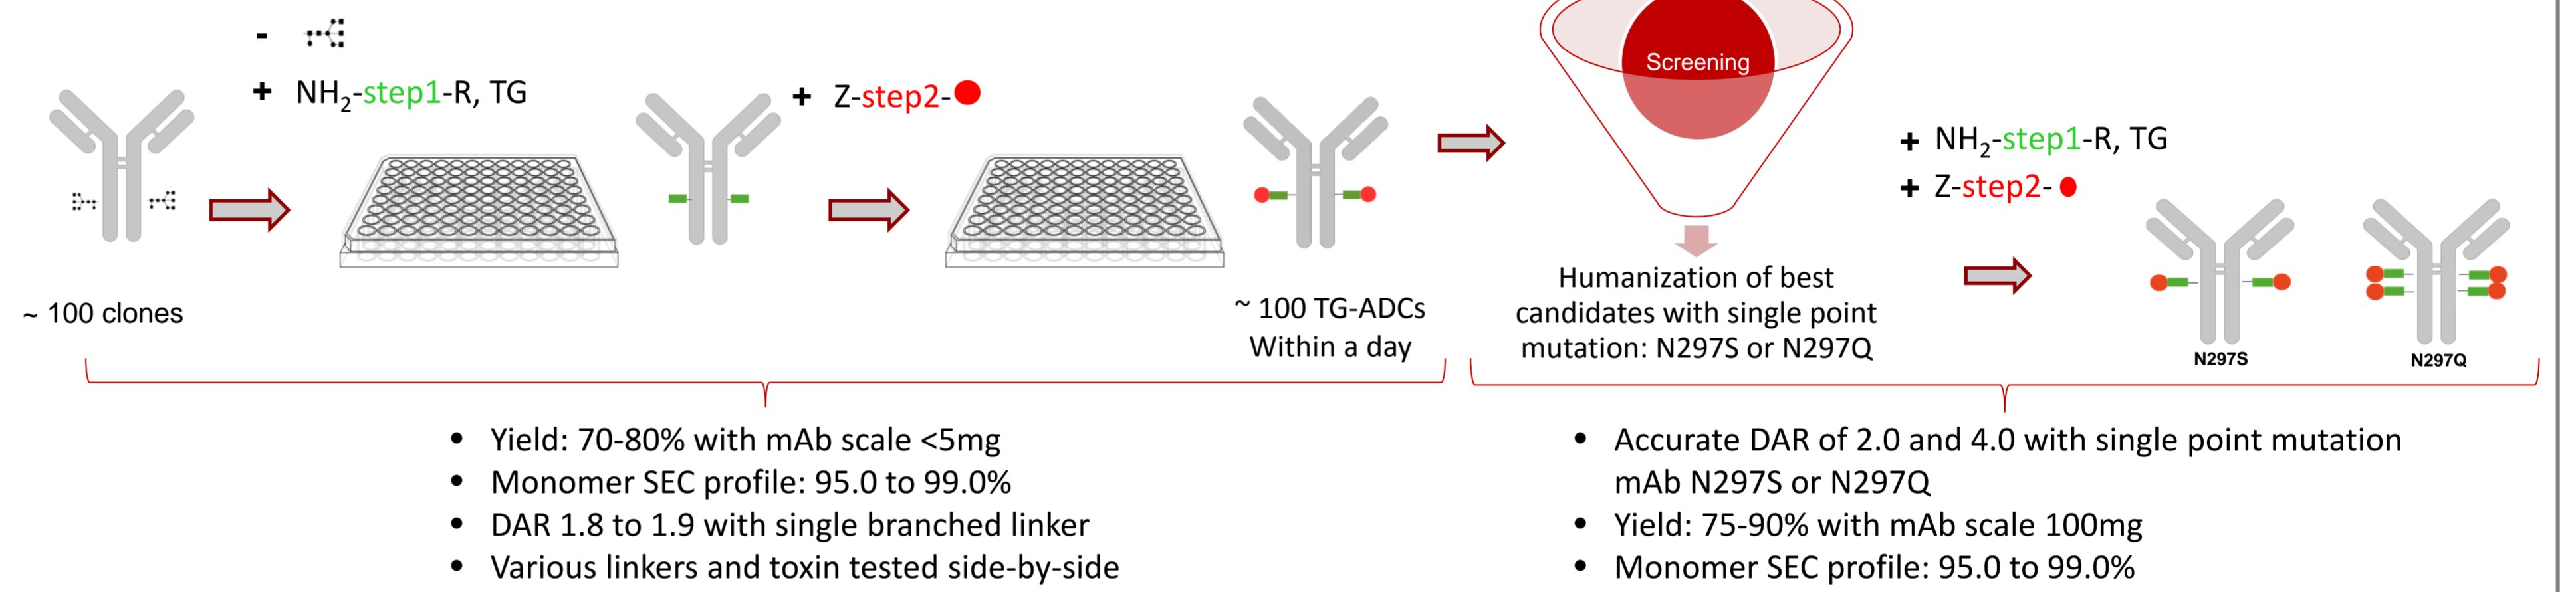 -
+ NH₂-step1-R, TG
+ Z-step2-
~ 100 clones
~ 100 TG-ADCs
Within a day
Screening
Humanization of best
candidates with single point
mutation: N297S or N297Q
+ NH₂-step1-R, TG
+ Z-step2-
N297S
N297Q
• Yield: 70-80% with mAb scale <5mg
• Monomer SEC profile: 95.0 to 99.0%
• DAR 1.8 to 1.9 with single branched linker
• Various linkers and toxin tested side-by-side
• Accurate DAR of 2.0 and 4.0 with single point mutation
mAb N297S or N297Q
• Yield: 75-90% with mAb scale 100mg
• Monomer SEC profile: 95.0 to 99.0%